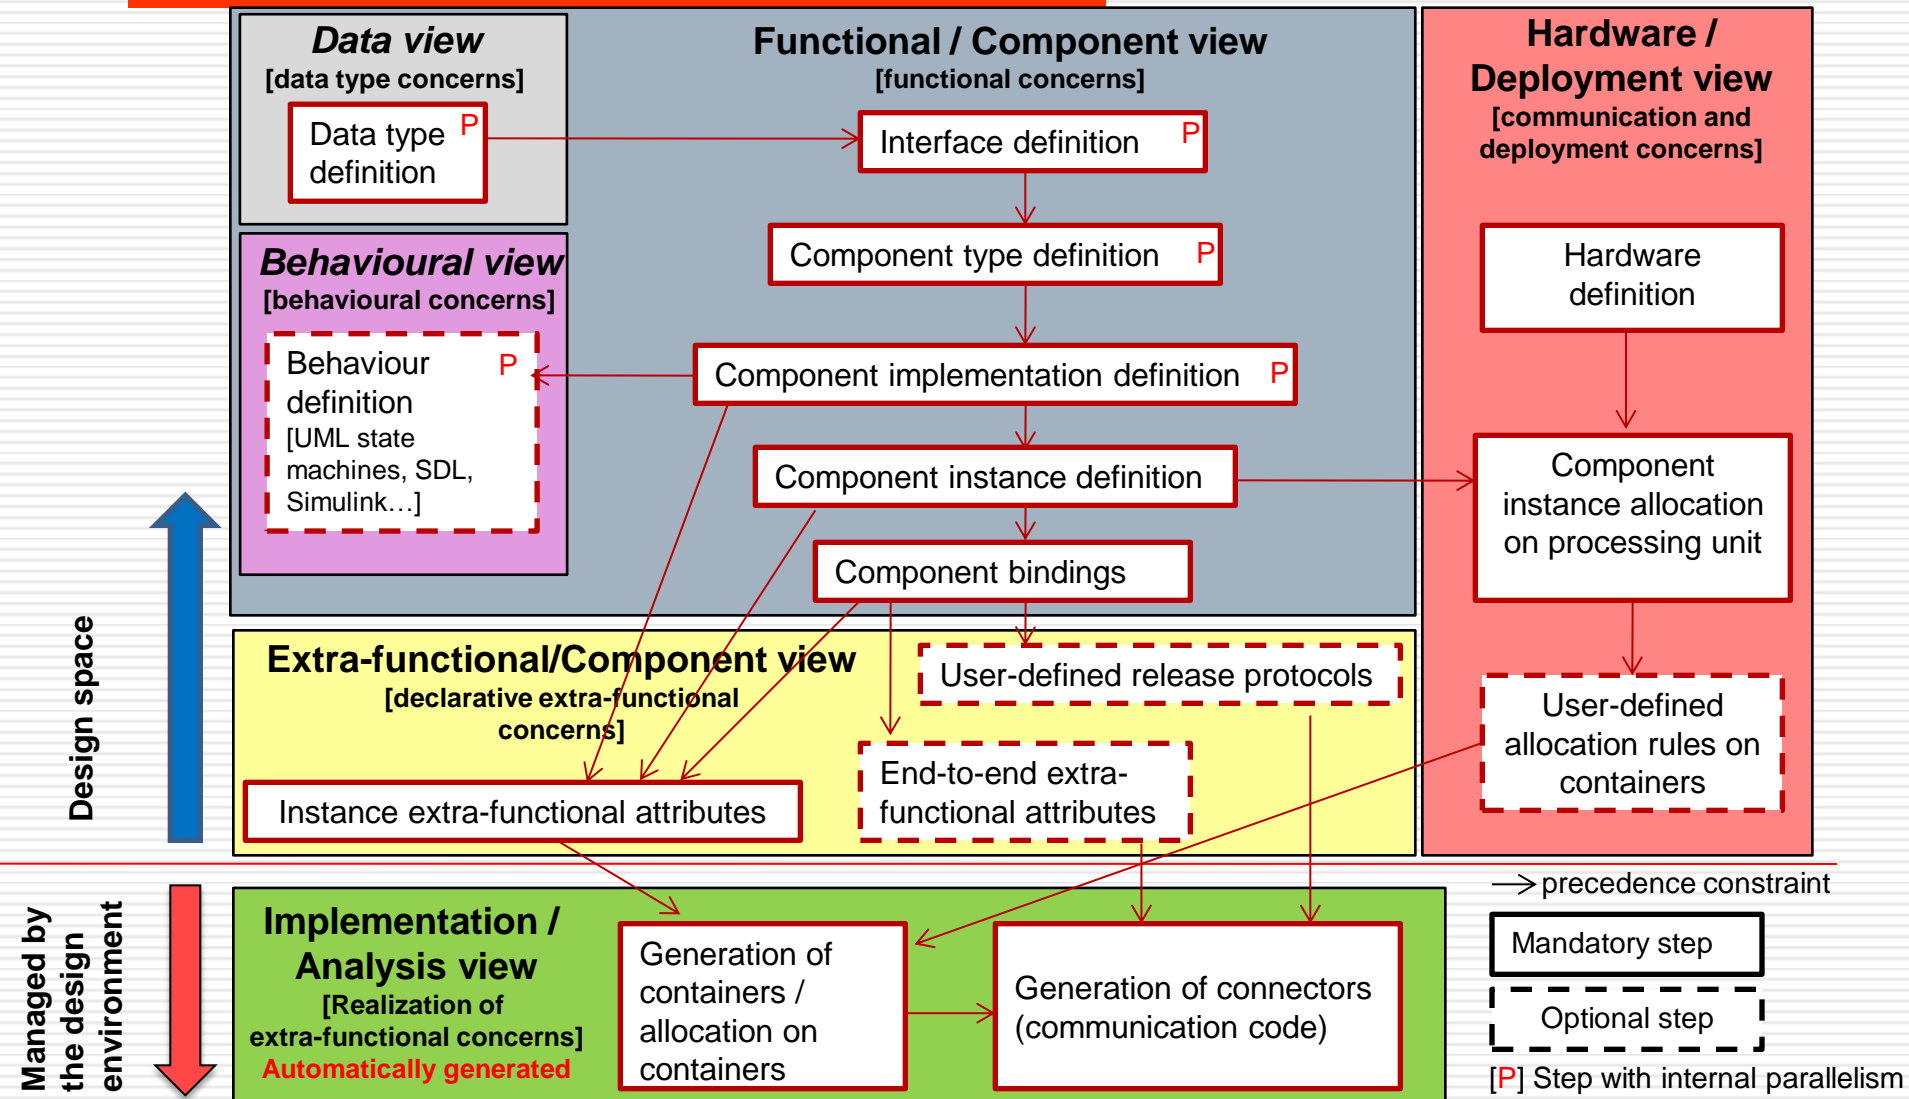 Data view
[data type concerns]
Data type P
definition
Functional / Component view
[functional concerns]
Interface definition P
Component type definition P
Component implementation definition P
Component instance definition
Component bindings
Behavioural view
[behavioural concerns]
Behaviour P
definition
[UML state
machines, SDL,
Simulink…]
Hardware /
Deployment view
[communication and
deployment concerns]
Hardware
definition
Component
instance allocation
on processing unit
User-defined
allocation rules on
containers
Extra-functional/Component view
[declarative extra-functional
concerns]
User-defined release protocols
End-to-end extra-
functional attributes
Instance extra-functional attributes
Design space
Managed by
the design
environment
Implementation /
Analysis view
[Realization of
extra-functional concerns]
Automatically generated
Generation of
containers /
allocation on
containers
Generation of connectors
(communication code)
precedence constraint
Mandatory step
Optional step
[P] Step with internal parallelism